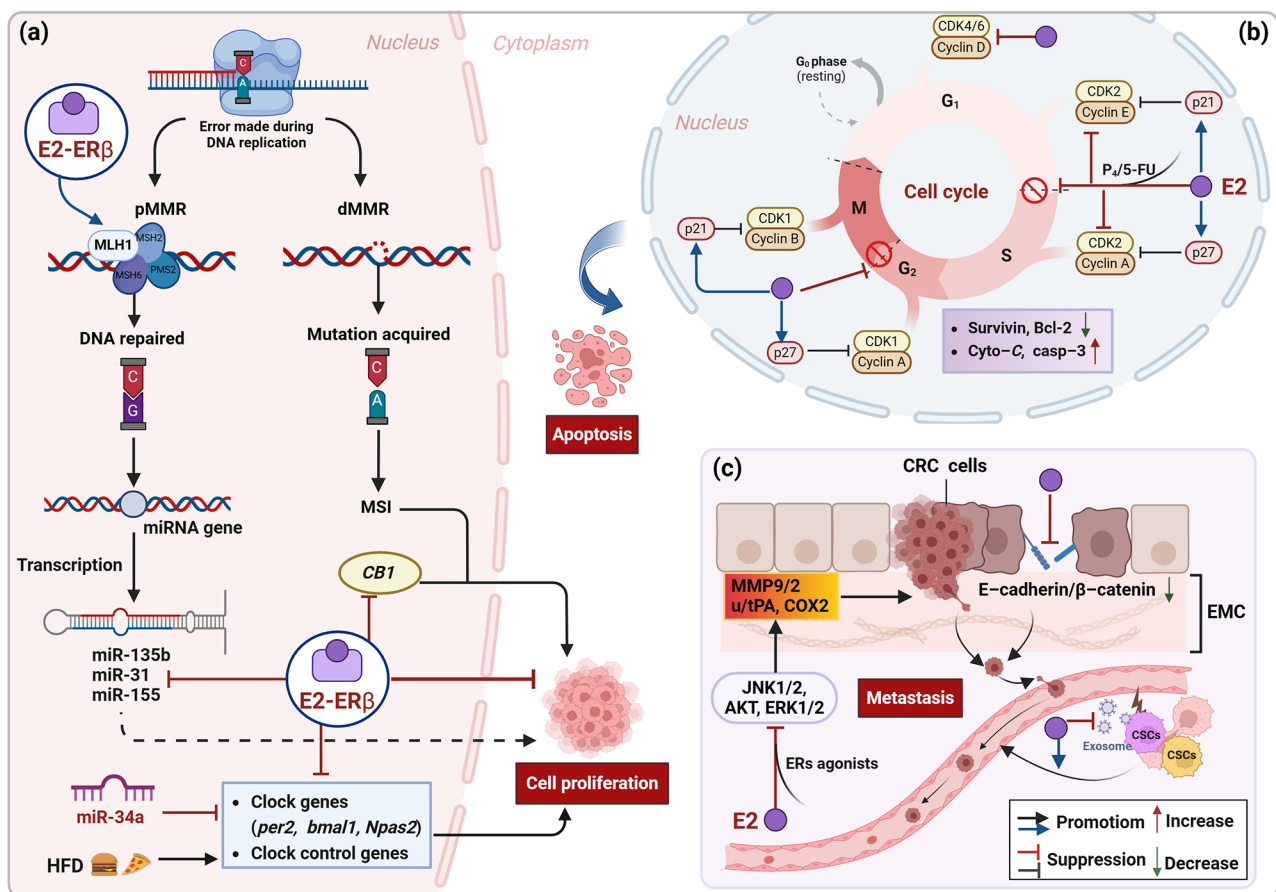 (a)
Nucleus
Cytoplasm
C
A
Error made during
DNA replication
E2-ERβ
pMMR
dMMR
MLH1
MSH2
MSH6
PMS2
DNA repaired
Mutation acquired
C
G
C
A
miRNA gene
MSI
Transcription
CB1
miR-135b
miR-31
miR-155
E2-ERβ
miR-34a
HFD
• Clock genes
(per2, bmal1, Npas2)
• Clock control genes
Cell proliferation
Apoptosis
(b)
Nucleus
CDK4/6
Cyclin D
G0 phase
(resting)
G1
CDK2
Cyclin E
p21
P4/5-FU
E2
Cell cycle
M
S
G2
p21
CDK1
Cyclin B
CDK2
Cyclin A
p27
p27
CDK1
Cyclin A
• Survivin, Bcl-2
• Cyto-C, casp-3
(c)
CRC cells
MMP9/2
u/tPA, COX2
E-cadherin/β-catenin
EMC
JNK1/2,
AKT, ERK1/2
Metastasis
ERs agonists
E2
Exosome
CSCs
CSCs
Promotiom
Increase
Suppression
Decrease